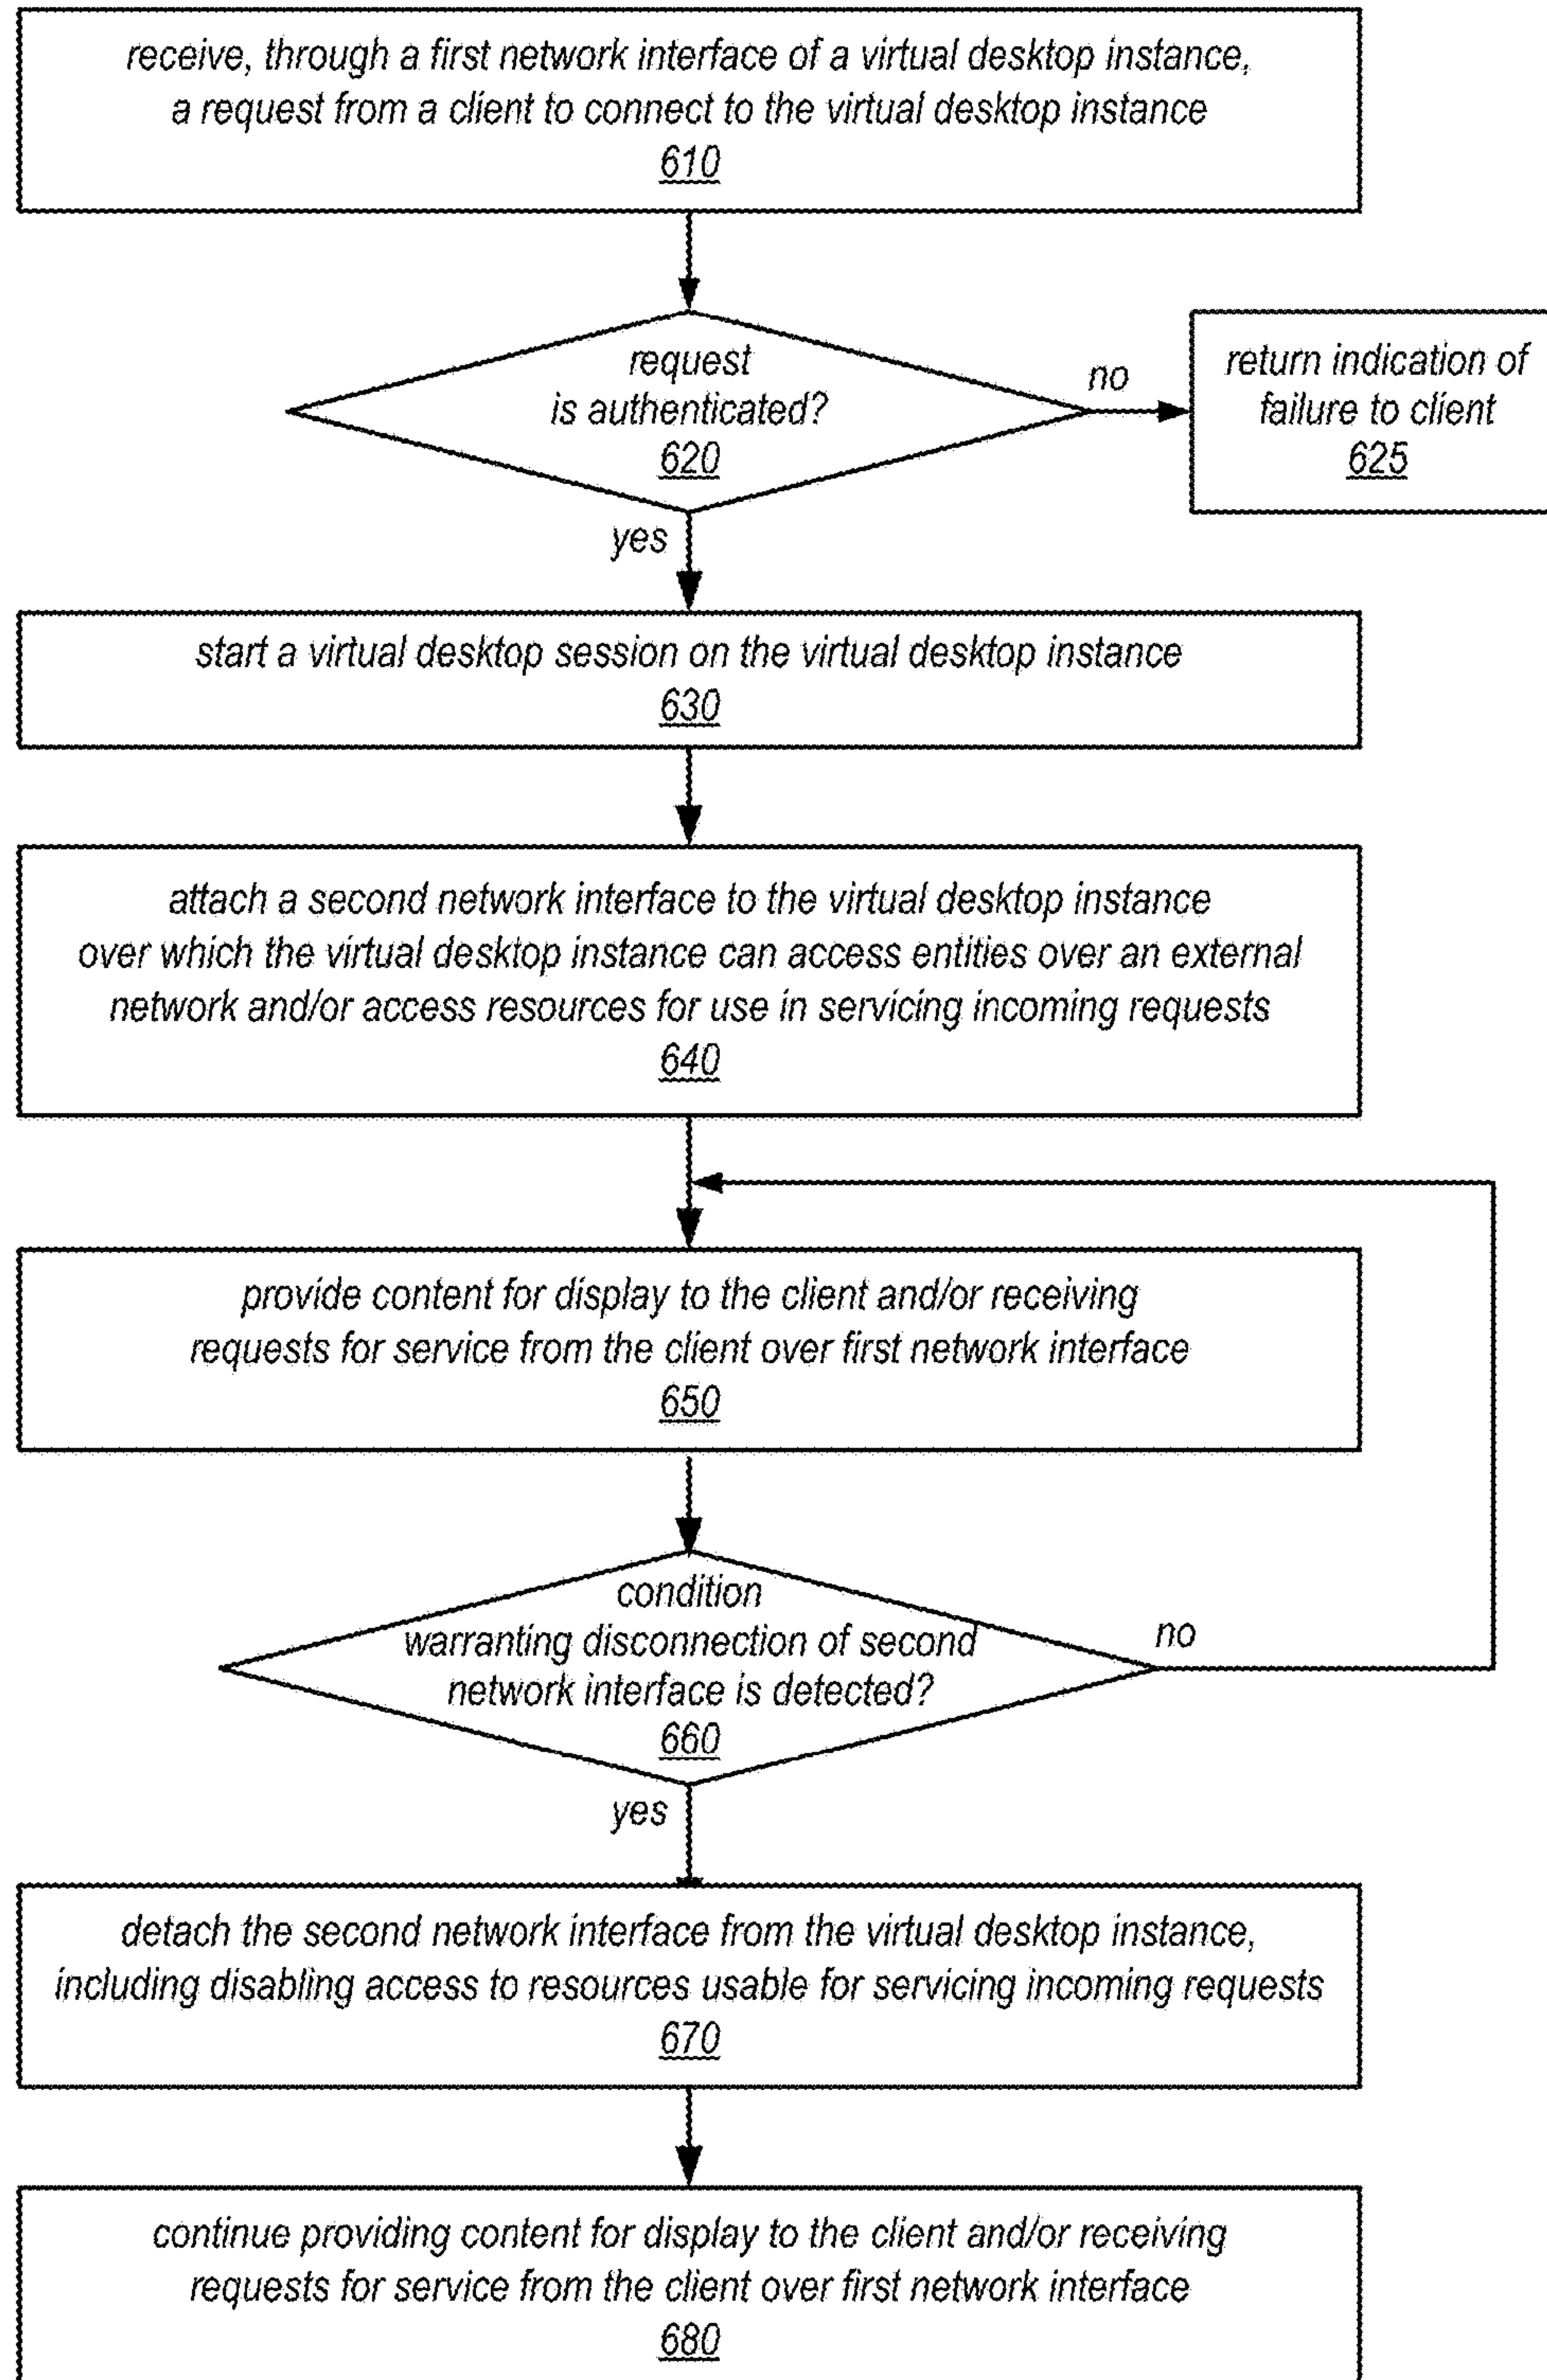 receive, through a first network interface of a virtual desktop instance,
a request from a client to connect to the virtual desktop instance
610
request
is authenticated?
620
no
return indication of
failure to client
625
yes
start a virtual desktop session on the virtual desktop instance
630
attach a second network interface to the virtual desktop instance
over which the virtual desktop instance can access entities over an external
network and/or access resources for use in servicing incoming requests
640
provide content for display to the client and/or receiving
requests for service from the client over first network interface
650
condition
warranting disconnection of second
network interface is detected?
660
no
yes
detach the second network interface from the virtual desktop instance,
including disabling access to resources usable for servicing incoming requests
670
continue providing content for display to the client and/or receiving
requests for service from the client over first network interface
680